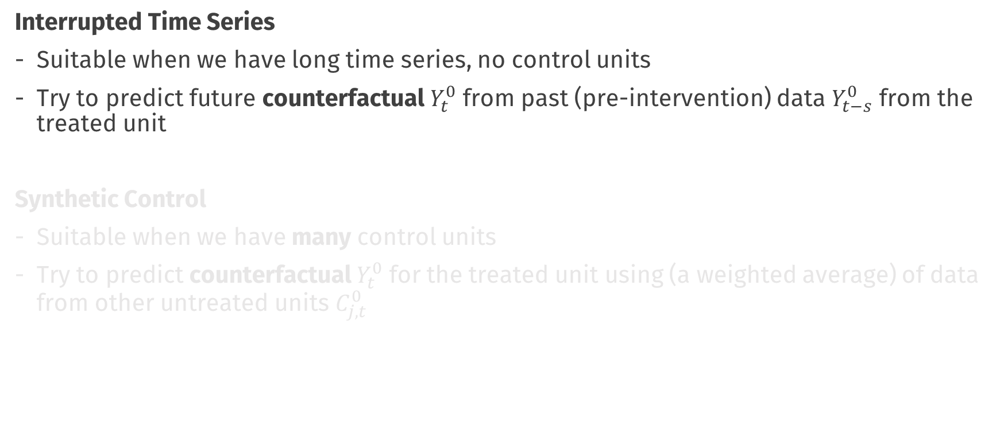 Interrupted Time Series
- Suitable when we have long time series, no control units
- Try to predict future counterfactual $Y_t^0$ from past (pre-intervention) data $Y_{t-s}^0$ from the
treated unit
Synthetic Control
- Suitable when we have many control units
- Try to predict counterfactual $Y_t^0$ for the treated unit using (a weighted average) of data
from other untreated units $C_{j,t}^0$